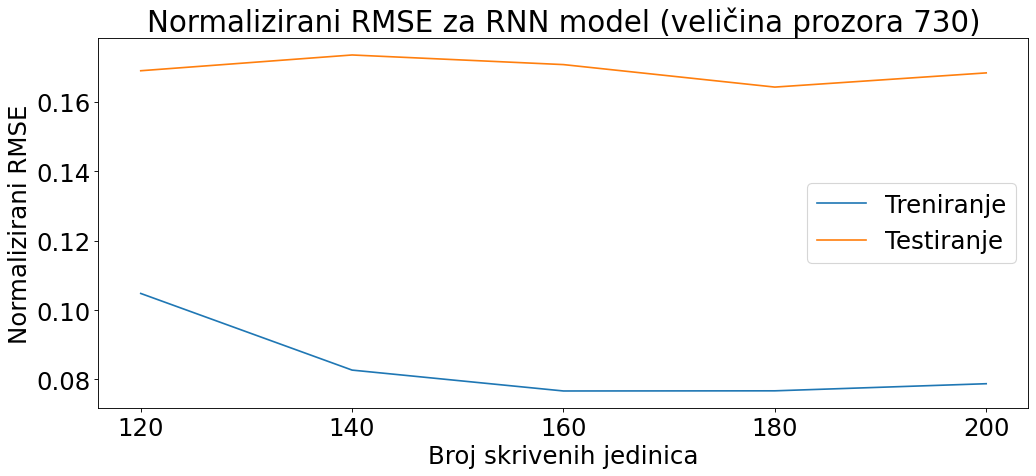 Normalizirani RMSE za RNN model (veličina prozora 730)
Normalizirani RMSE
0.16
0.14
0.12
0.10
0.08
Treniranje
Testiranje
120 140 160 180 200
Broj skrivenih jedinica